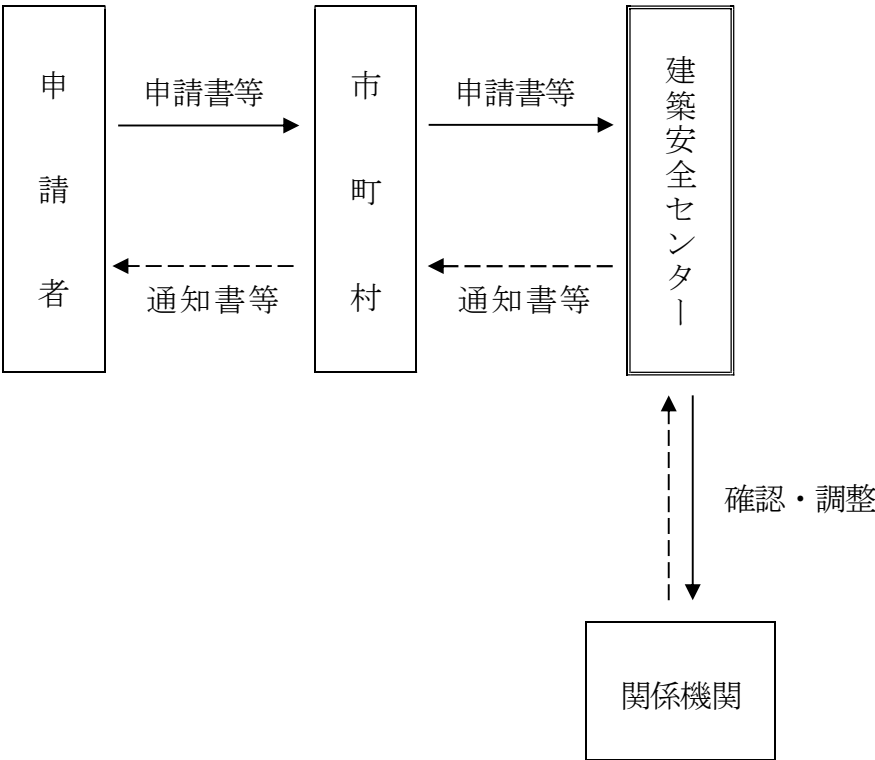 申請者
申請書等
通知書等
市町村
申請書等
通知書等
建築安全センター
確認・調整
関係機関